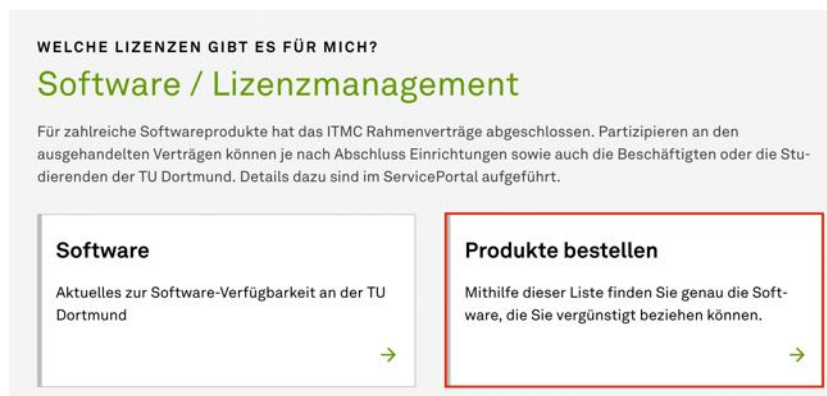 WELCHE LIZENZEN GIBT ES FÜR MICH?
Software / Lizenzmanagement
Für zahlreiche Softwareprodukte hat das ITMC Rahmenverträge abgeschlossen. Partizipieren an den
ausgehandelten Verträgen können je nach Abschluss Einrichtungen sowie auch die Beschäftigten oder die Stu-
dierenden der TU Dortmund. Details dazu sind im ServicePortal aufgeführt.
Software
Aktuelles zur Software-Verfügbarkeit an der TU
Dortmund
Produkte bestellen
Mithilfe dieser Liste finden Sie genau die Soft-
ware, die Sie vergünstigt beziehen können.